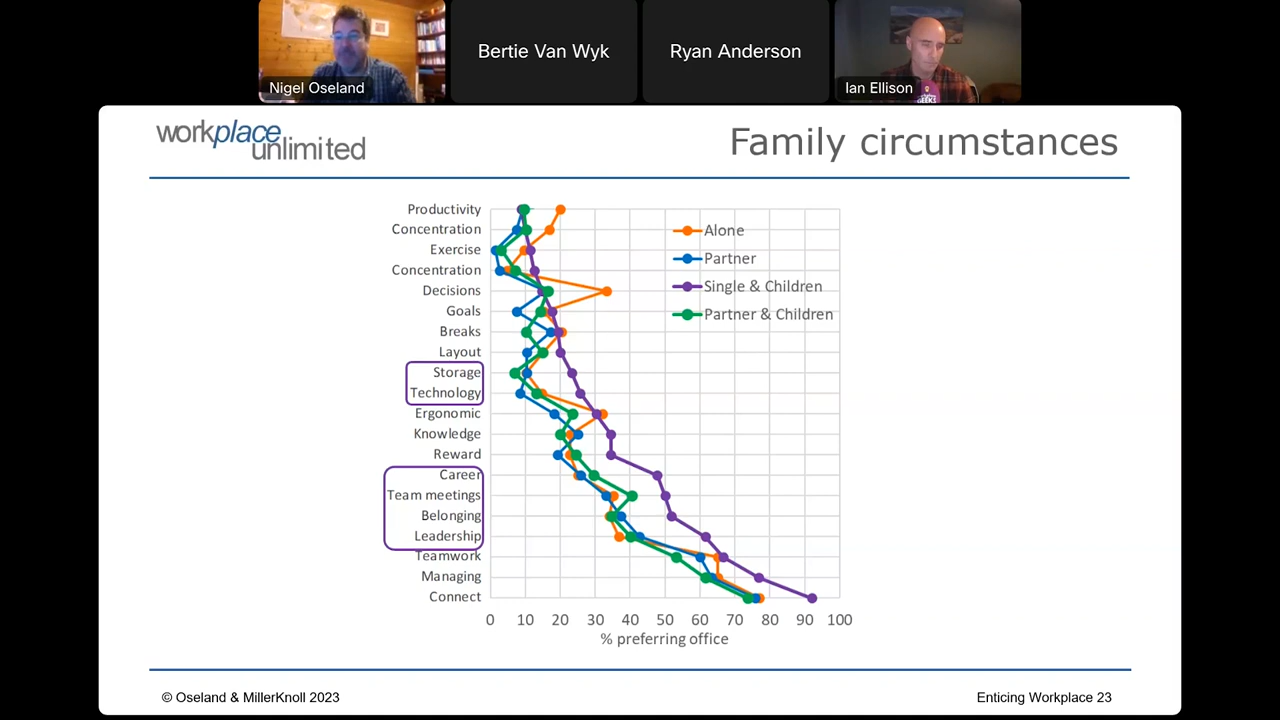 Nigel Oseland
Bertie Van Wyk
Ryan Anderson
Ian Ellison
workplace
unlimited
Family circumstances
Productivity
Concentration
Exercise
Concentration
Decisions
Goals
Breaks
Layout
Storage
Technology
Ergonomic
Knowledge
Reward
Career
Team meetings
Belonging
Leadership
Teamwork
Managing
Connect
Alone
Partner
Single & Children
Partner & Children
0 10 20 30 40 50 60 70 80 90 100
% preferring office
© Oseland & MillerKnoll 2023
Enticing Workplace 23